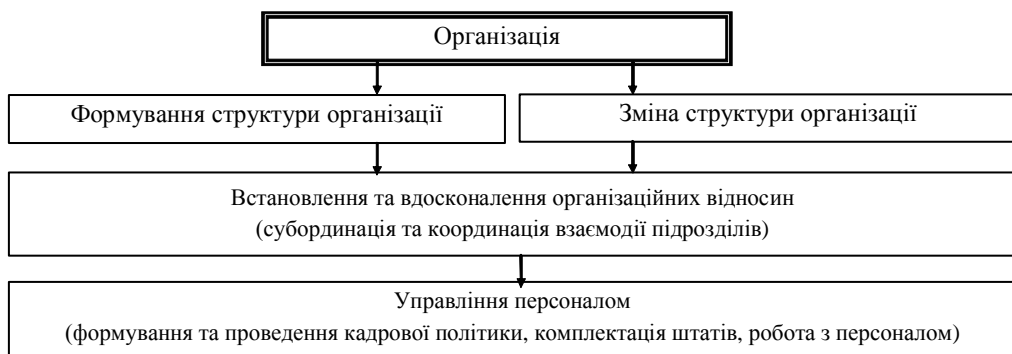 Організація
Формування структури організації
Зміна структури організації
Встановлення та вдосконалення організаційних відносин
(субординація та координація взаємодії підрозділів)
Управління персоналом
(формування та проведення кадрової політики, комплектація штатів, робота з персоналом)